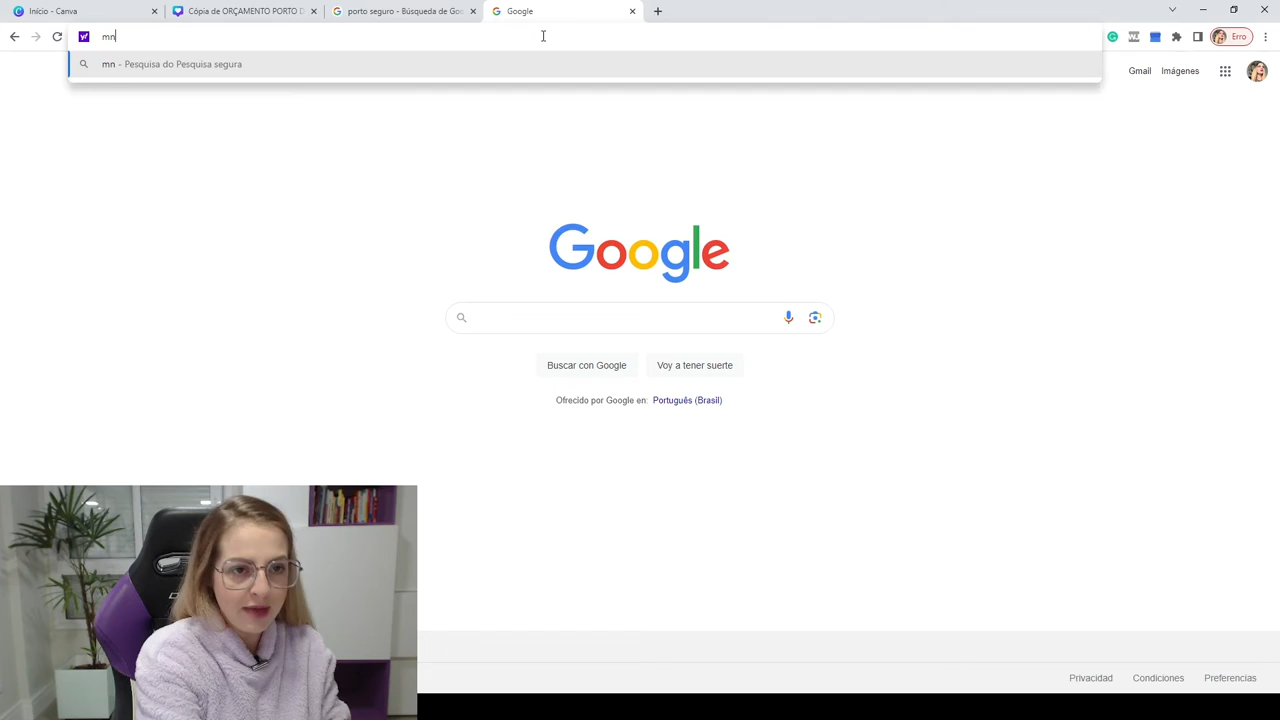 Início - Canva
Cópia de ORÇAMENTO PORTO D
porto seguro - Búsqueda de Goo
Google
mn
Erro
mn - Pesquisa do Pesquisa segura
Gmail
Imágenes
Google
Buscar con Google
Voy a tener suerte
Ofrecido por Google en: Português (Brasil)
Privacidad
Condiciones
Preferencias